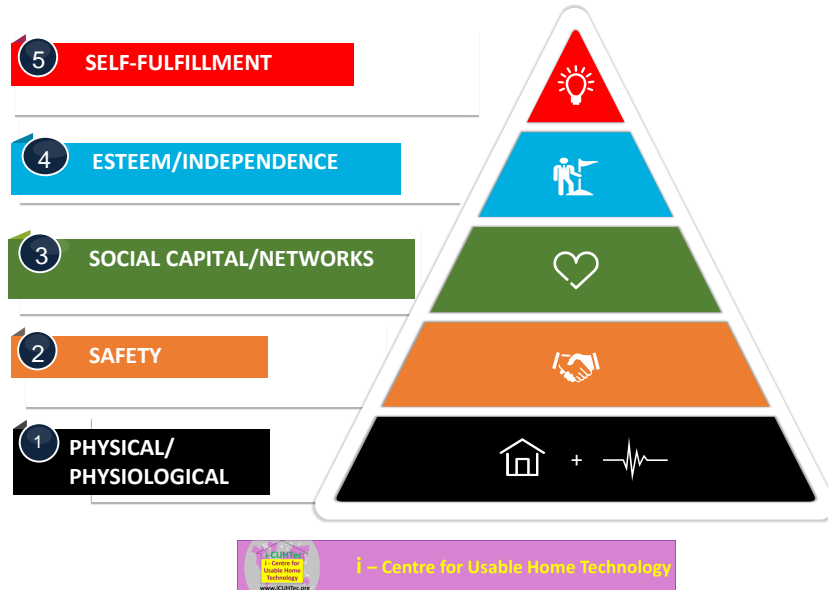 5
SELF-FULFILLMENT
4
ESTEEM/INDEPENDENCE
3
SOCIAL CAPITAL/NETWORKS
2
SAFETY
1
PHYSICAL/
PHYSIOLOGICAL
+
i-CUHTec
i - Centre for
Usable Home
Technology
www.iCUHTec.org
i – Centre for Usable Home Technology